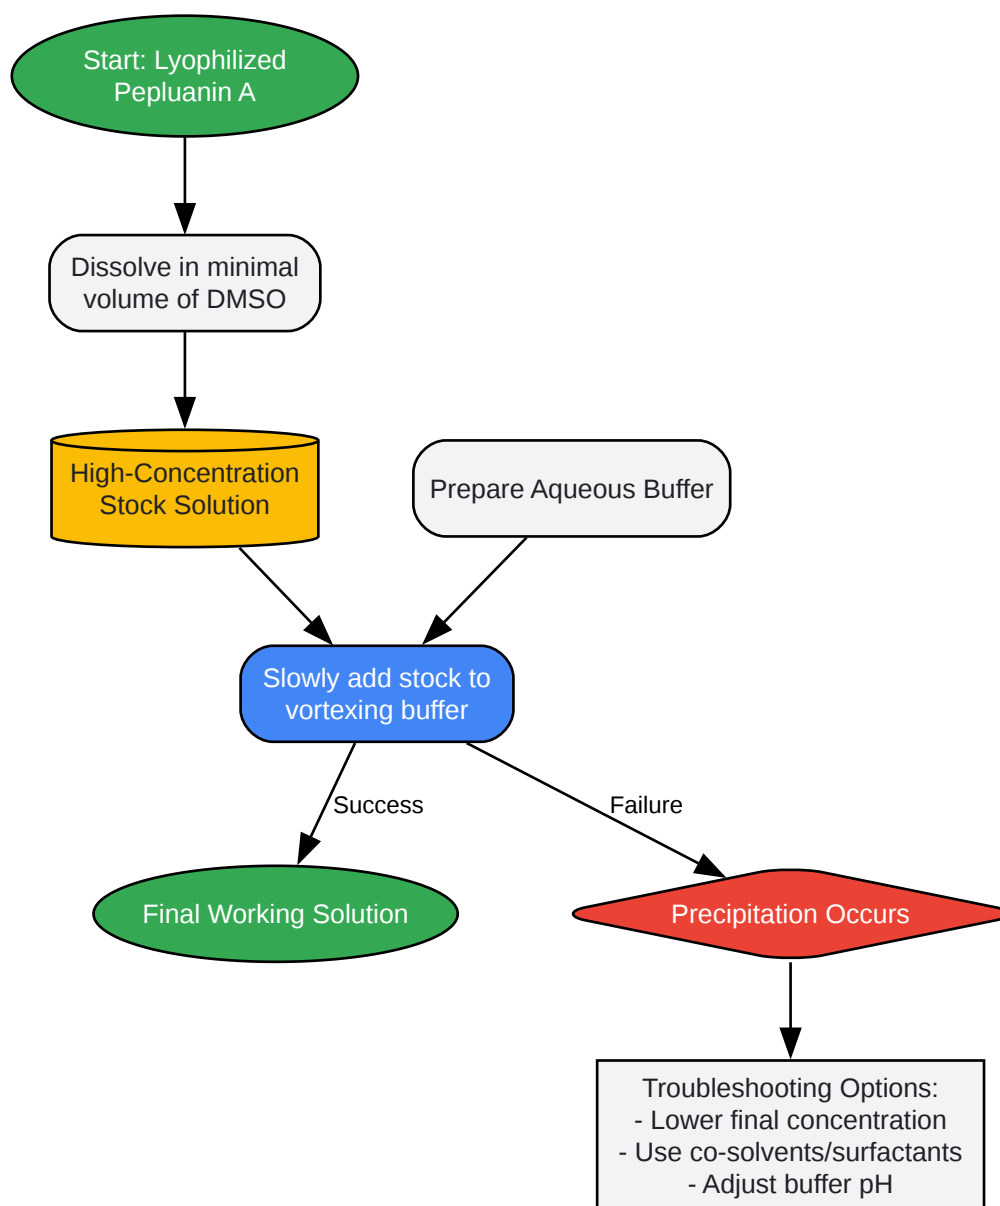 Start: Lyophilized
Pepluanin A
Dissolve in minimal
volume of DMSO
High-Concentration
Stock Solution
Prepare Aqueous Buffer
Slowly add stock to
vortexing buffer
Success
Failure
Final Working Solution
Precipitation Occurs
Troubleshooting Options:
- Lower final concentration
- Use co-solvents/surfactants
- Adjust buffer pH